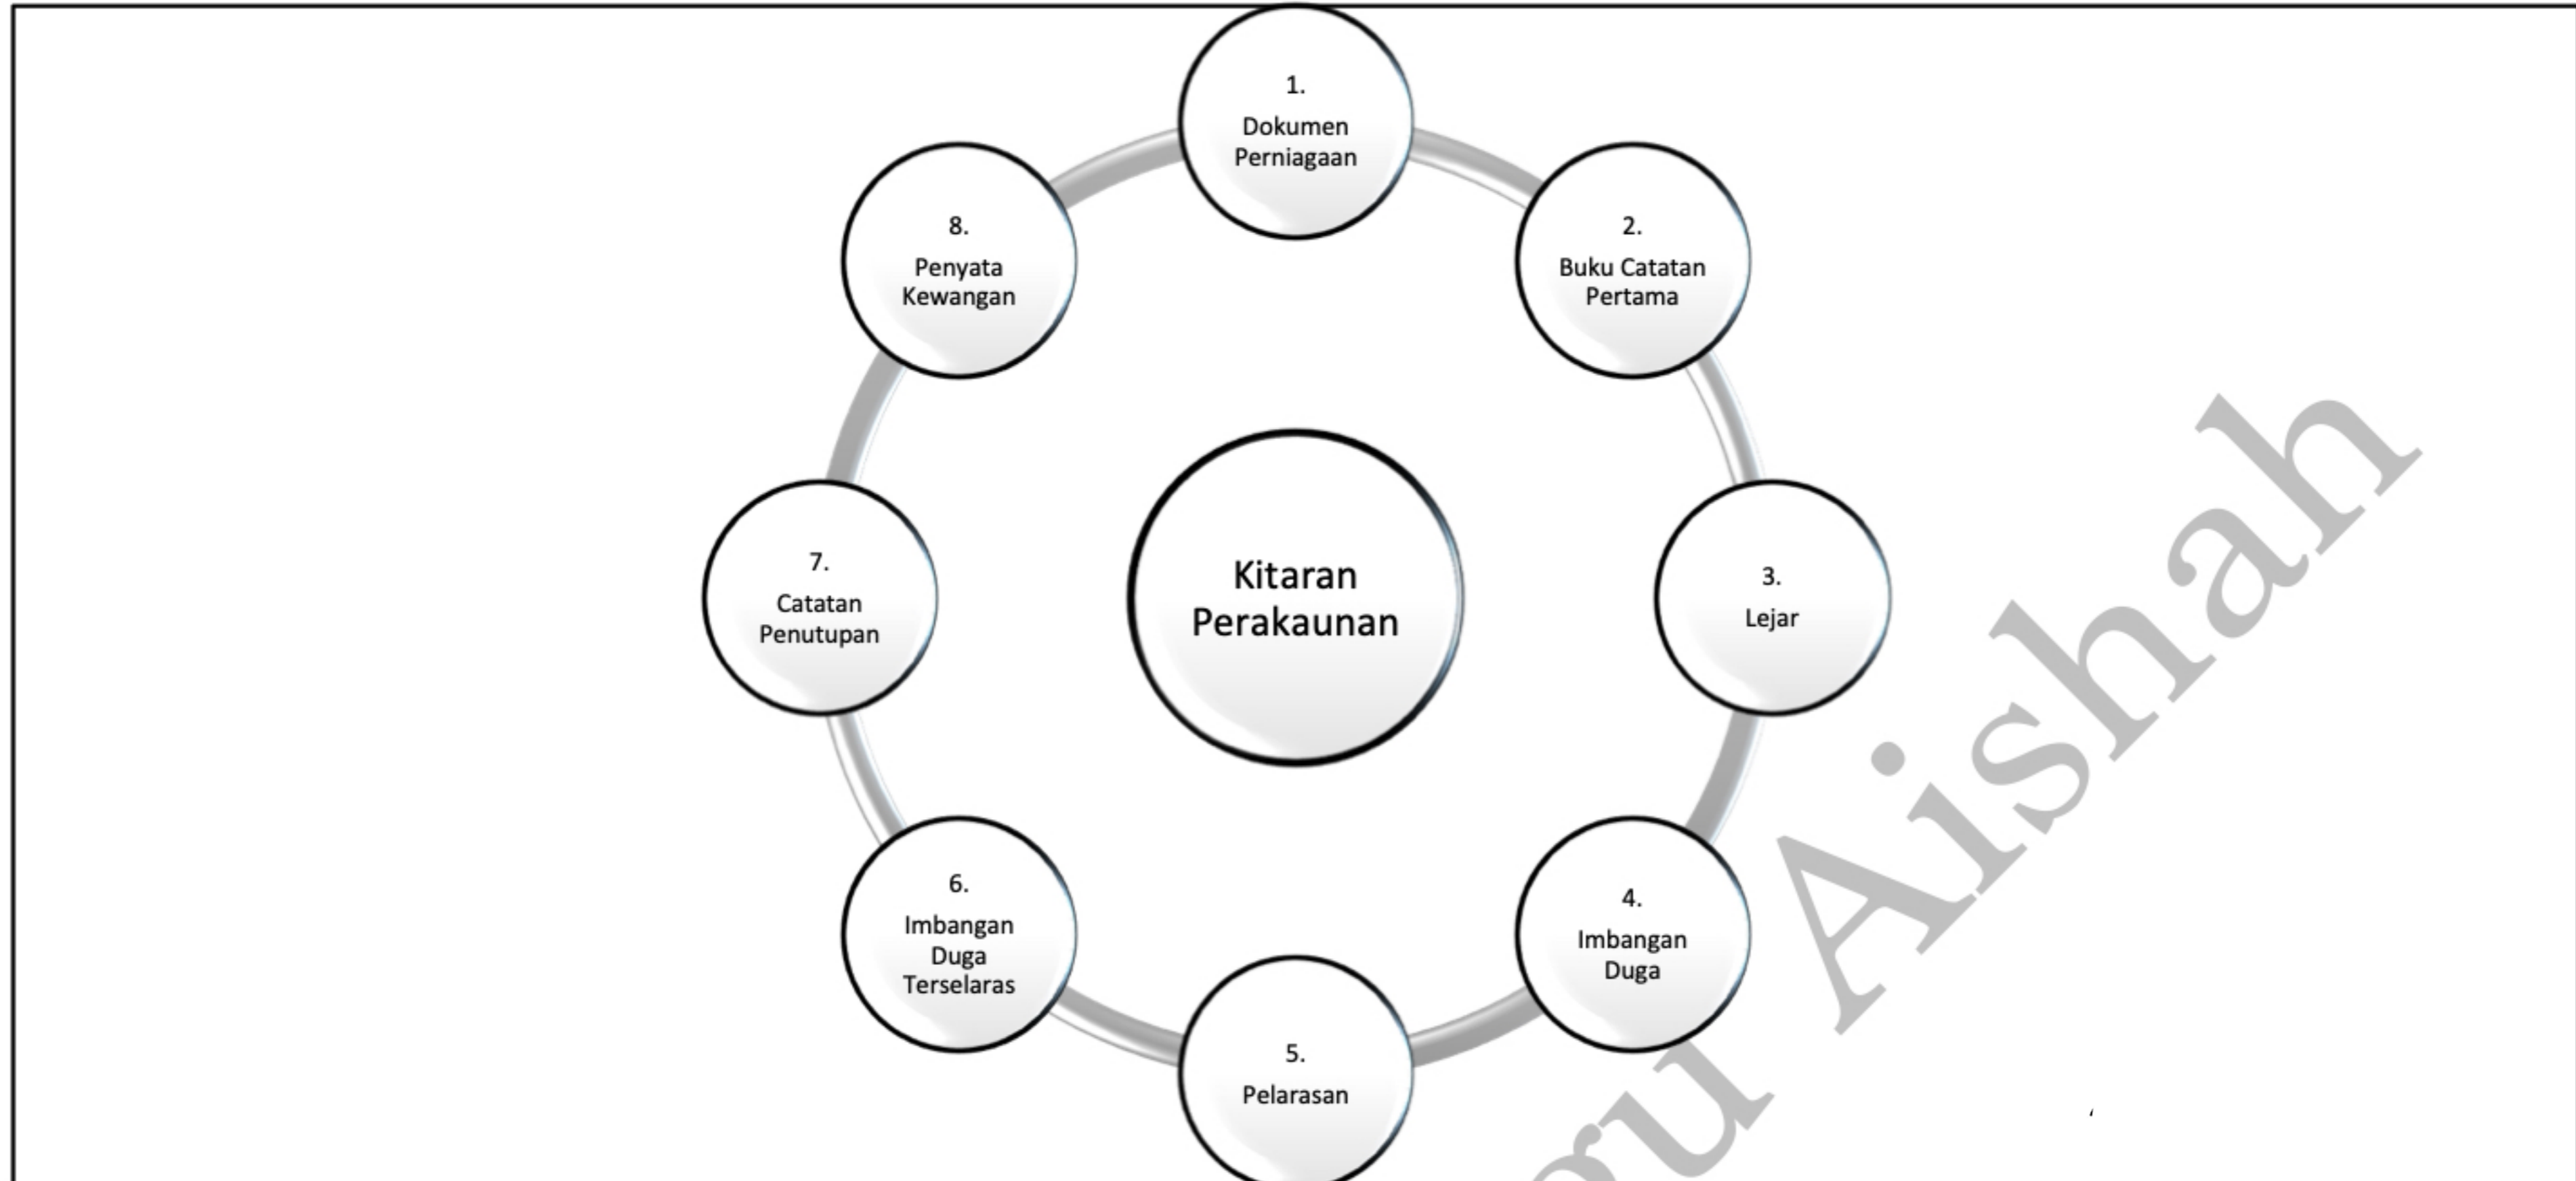 1.
Dokumen
Perniagaan
2.
Buku Catatan
Pertama
3.
Lejar
4.
Imbangan
Duga
5.
Pelarasan
6.
Imbangan
Duga
Terselaras
7.
Catatan
Penutupan
8.
Penyata
Kewangan
Kitaran
Perakaunan
Aishah